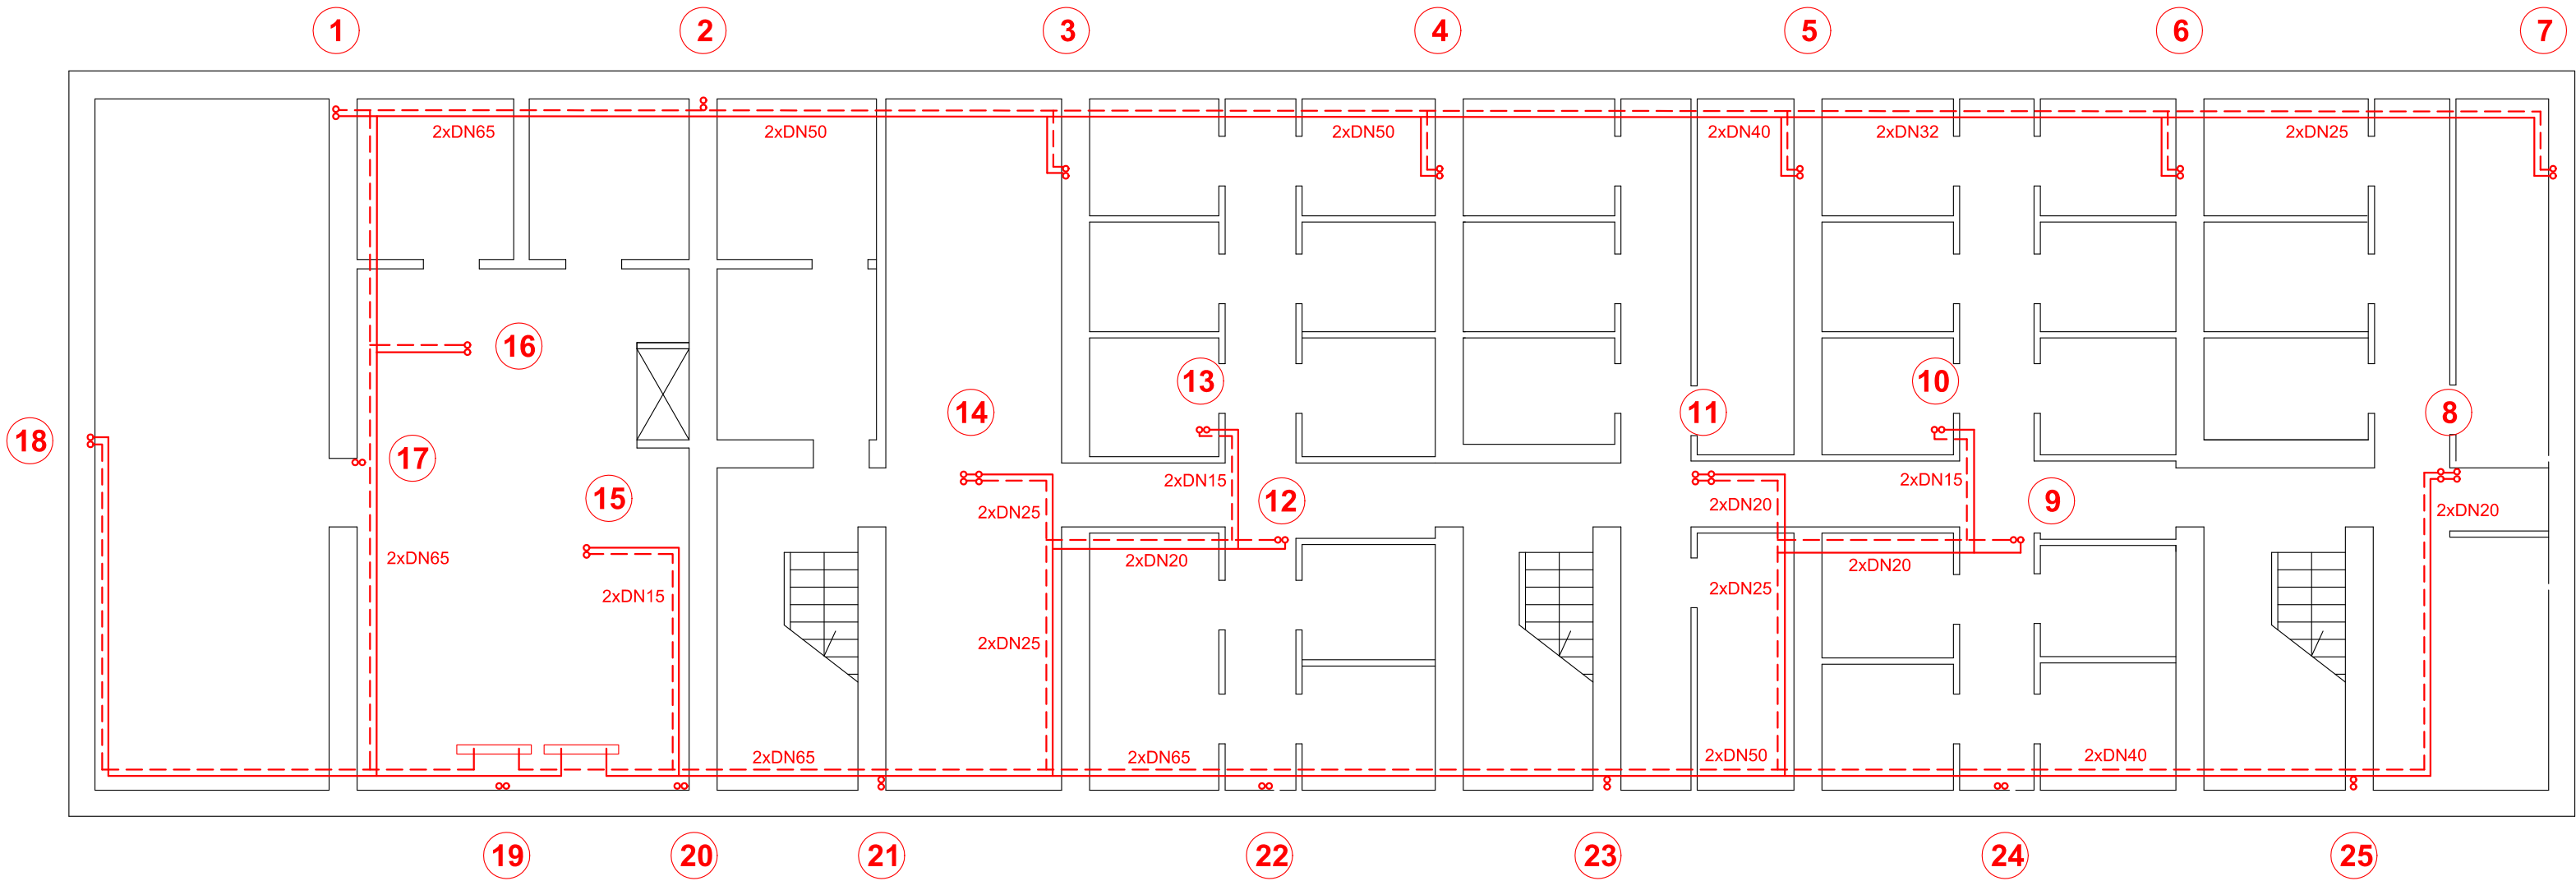 1 2 3 4 5 6 7
2xDN65 2xDN50 2xDN50 2xDN40 2xDN32 2xDN25
16
13 10
14 11 8
18 17
15 2xDN15 12 2xDN15 9
2xDN25 2xDN20 2xDN20
2xDN65 2xDN20 2xDN20
2xDN15 2xDN25
2xDN25
2xDN65 2xDN65 2xDN50 2xDN40
19 20 21 22 23 24 25